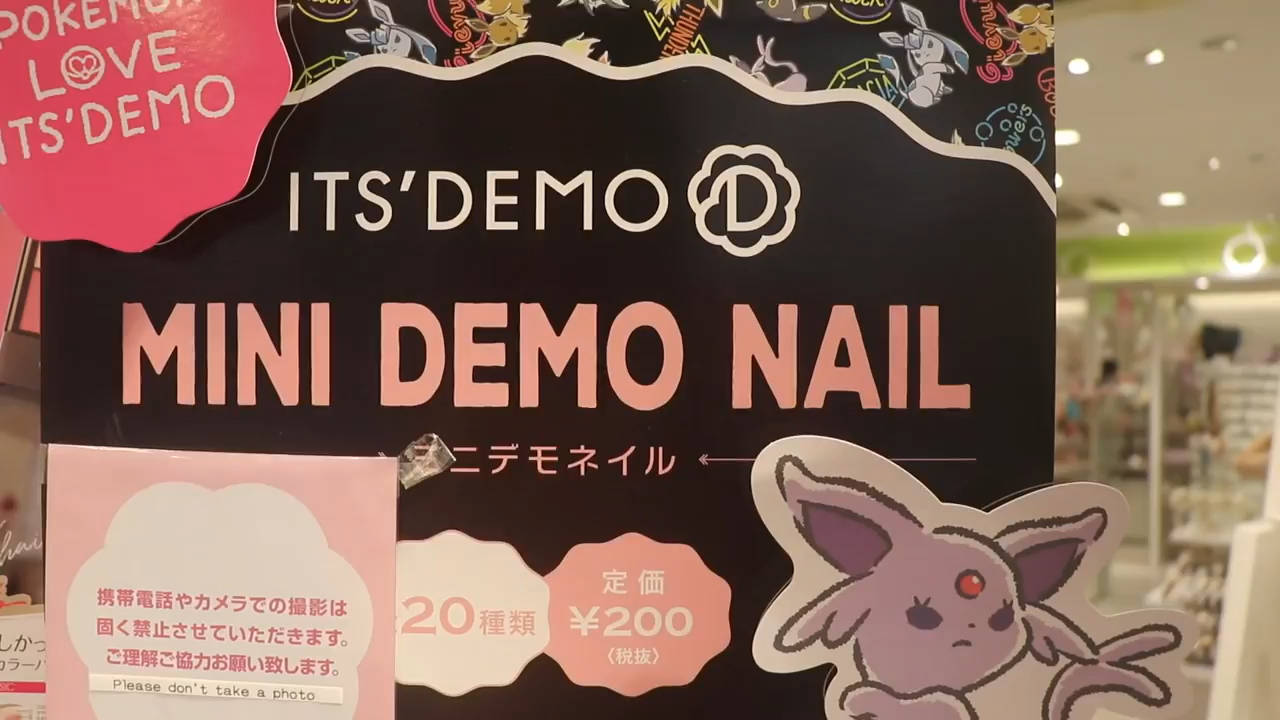 POKÉMON
LOVE
ITS'DEMO
ITS'DEMO D
MINI DEMO NAIL
ミニデモネイル
20種類
定価
¥200
〈税抜〉
携帯電話やカメラでの撮影は
固く禁止させていただきます。
ご理解ご協力お願い致します。
Please don't take a photo